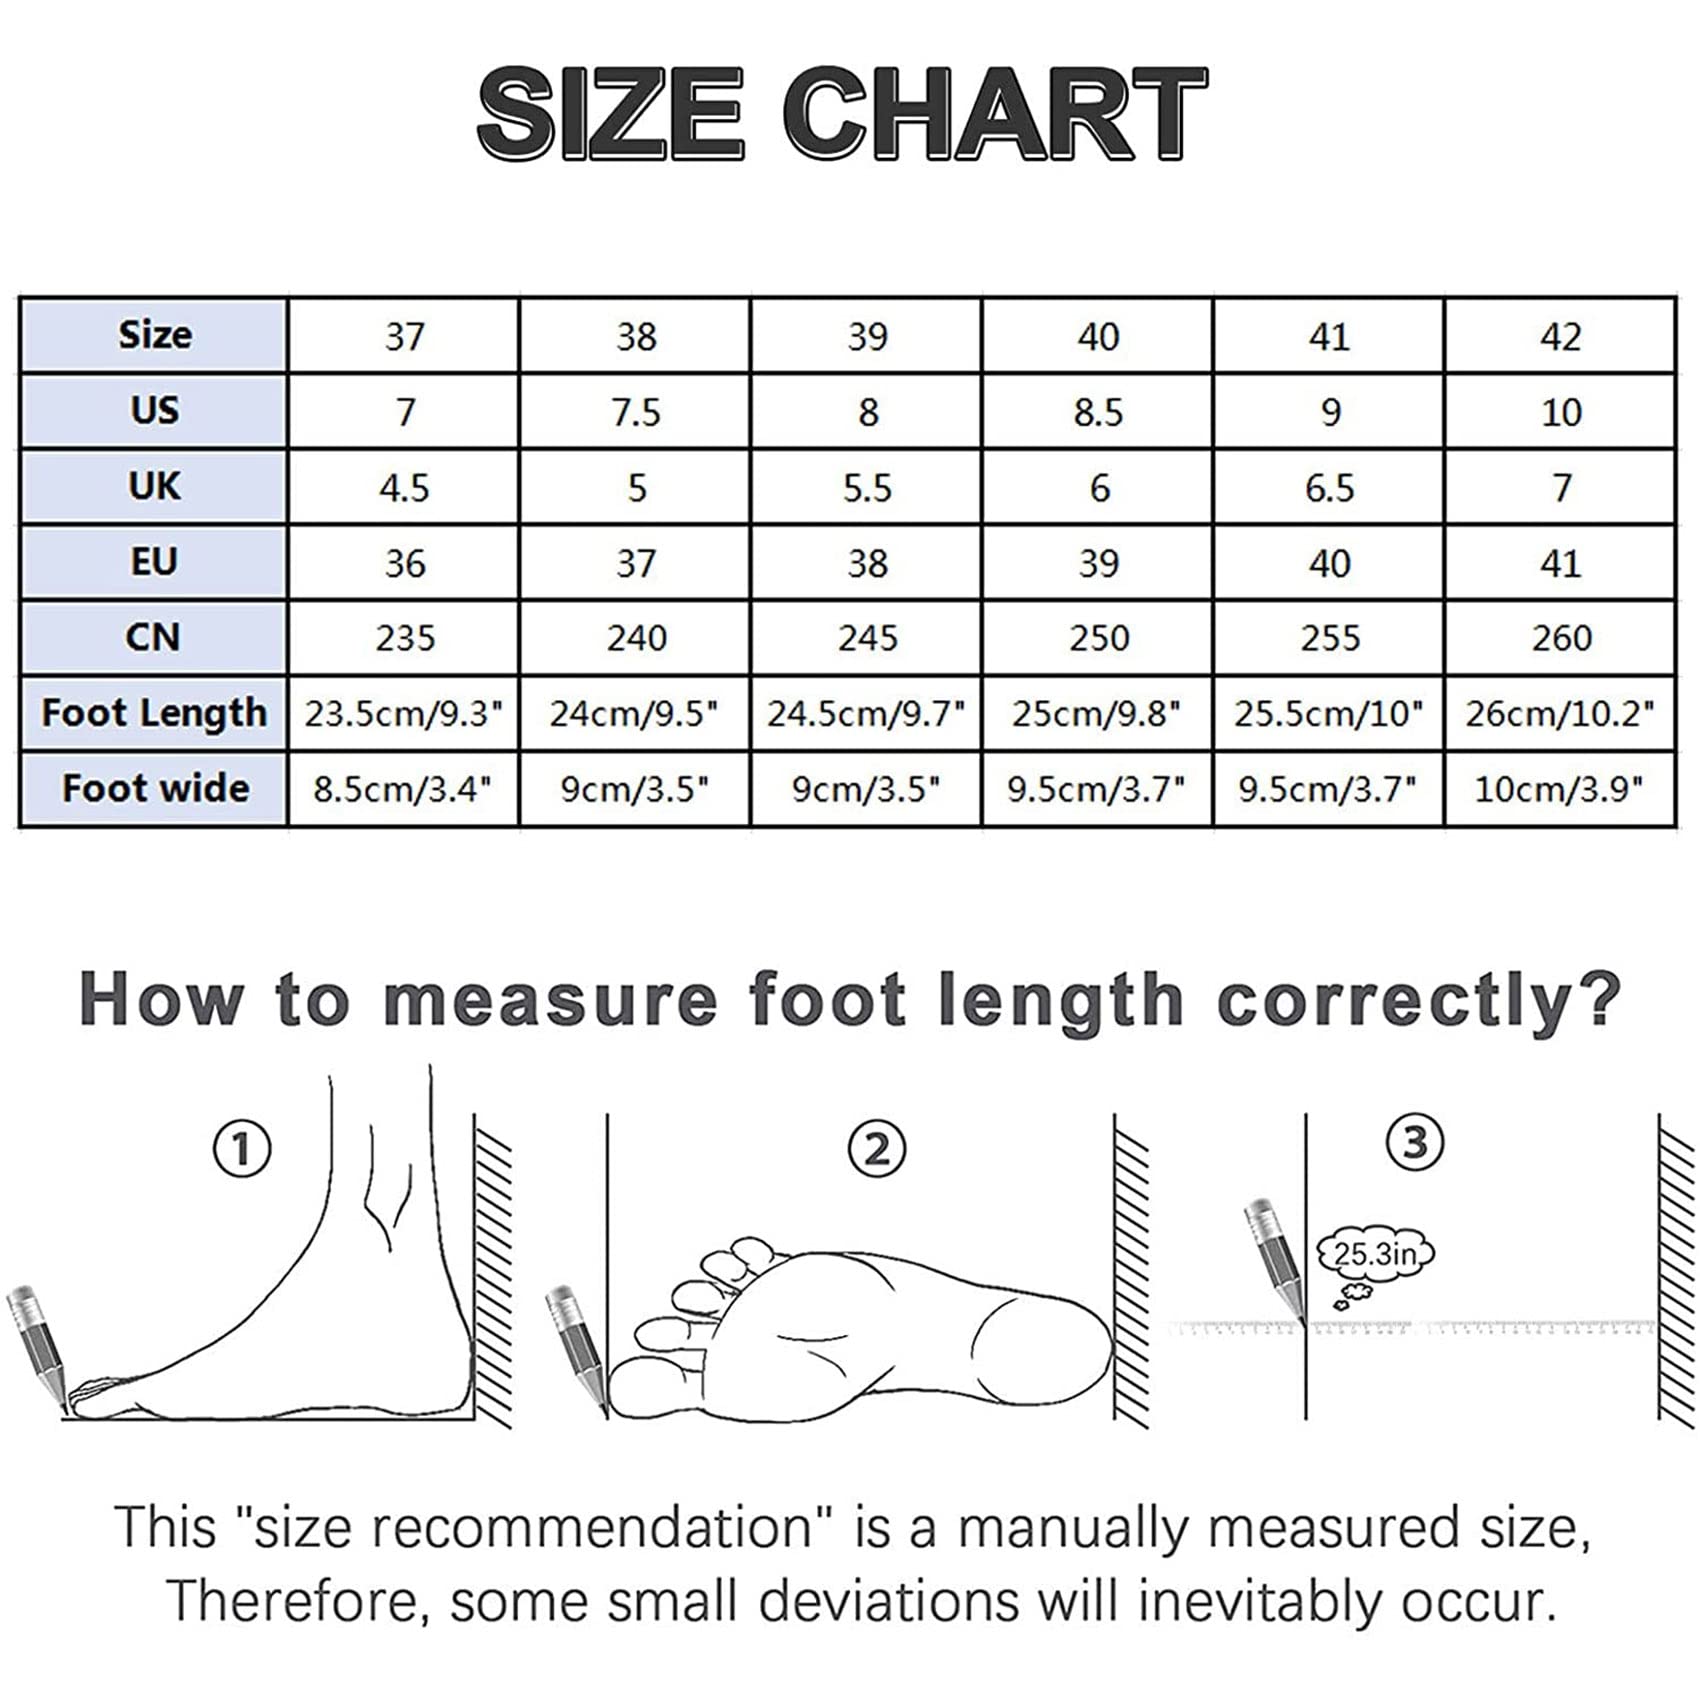 SIZE CHART
Size 37 38 39 40 41 42
US 7 7.5 8 8.5 9 10
UK 4.5 5 5.5 6 6.5 7
EU 36 37 38 39 40 41
CN 235 240 245 250 255 260
Foot Length 23.5cm/9.3" 24cm/9.5" 24.5cm/9.7" 25cm/9.8" 25.5cm/10" 26cm/10.2"
Foot wide 8.5cm/3.4" 9cm/3.5" 9cm/3.5" 9.5cm/3.7" 9.5cm/3.7" 10cm/3.9"
How to measure foot length correctly?
1 2 3
25.3in
This "size recommendation" is a manually measured size,
Therefore, some small deviations will inevitably occur.